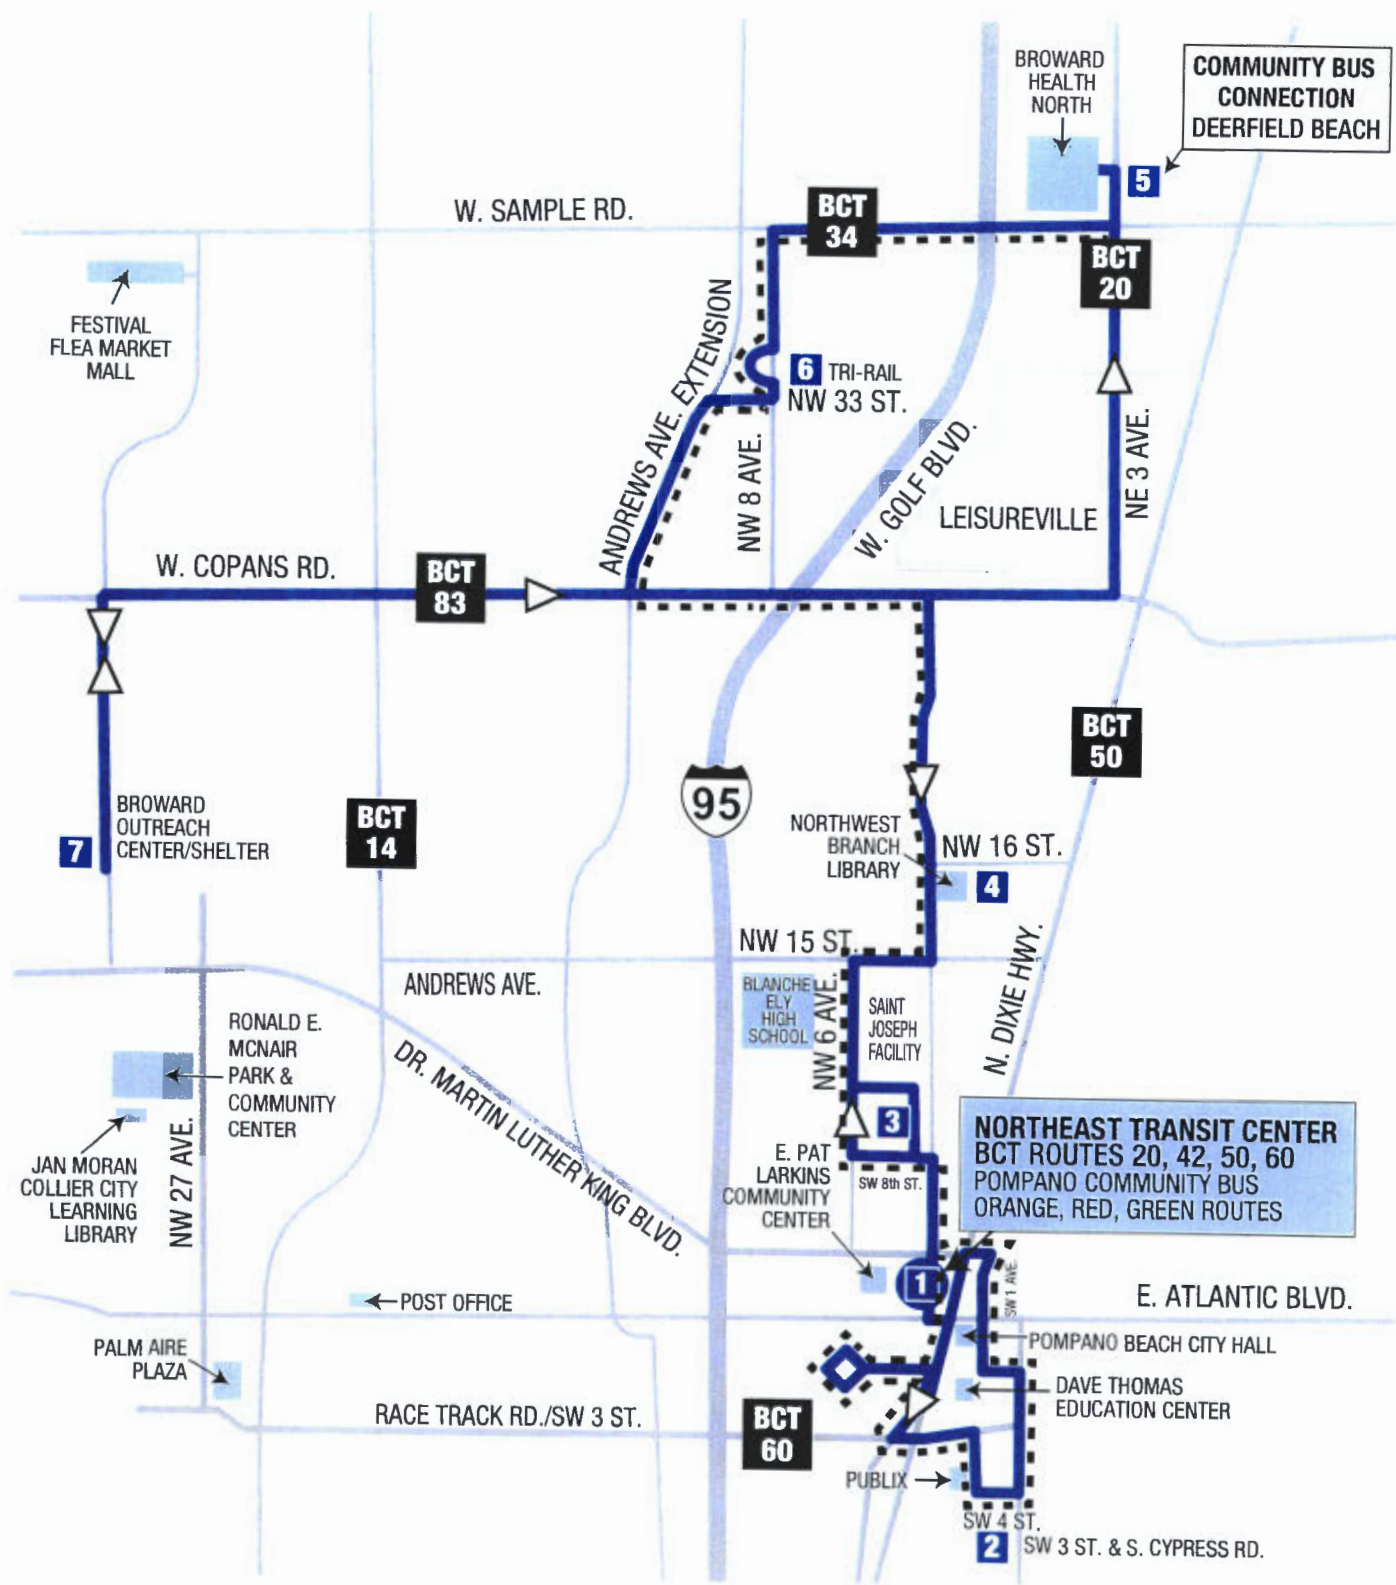 BROWARD
HEALTH
NORTH
COMMUNITY BUS
CONNECTION
DEERFIELD BEACH
5
W. SAMPLE RD.
BCT
34
BCT
20
FESTIVAL
FLEA MARKET
MALL
ANDREWS AVE. EXTENSION
6 TRI-RAIL
NW 33 ST.
NW 8 AVE.
W. GOLF BLVD.
LEISUREVILLE
NE 3 AVE.
W. COPANS RD.
BCT
83
BCT
50
95
BCT
14
BROWARD
OUTREACH
CENTER/SHELTER
7
NORTHWEST
BRANCH
LIBRARY
NW 16 ST.
4
NW 15 ST.
ANDREWS AVE.
BLANCHE
ELY
HIGH
SCHOOL
NW 6 AVE.
SAINT
JOSEPH
FACILITY
N. DIXIE HWY.
RONALD E.
MCNAIR
PARK &
COMMUNITY
CENTER
DR. MARTIN LUTHER KING BLVD.
3
NORTHEAST TRANSIT CENTER
BCT ROUTES 20, 42, 50, 60
POMPANO COMMUNITY BUS
ORANGE, RED, GREEN ROUTES
JAN MORAN
COLLIER CITY
LEARNING
LIBRARY
NW 27 AVE.
E. PAT
LARKINS
COMMUNITY
CENTER
SW 8th ST.
1
SW 1 AVE.
E. ATLANTIC BLVD.
POST OFFICE
POMPANO BEACH CITY HALL
PALM AIRE
PLAZA
DAVE THOMAS
EDUCATION CENTER
RACE TRACK RD./SW 3 ST.
BCT
60
PUBLIX
SW 4 ST.
2 SW 3 ST. & S. CYPRESS RD.